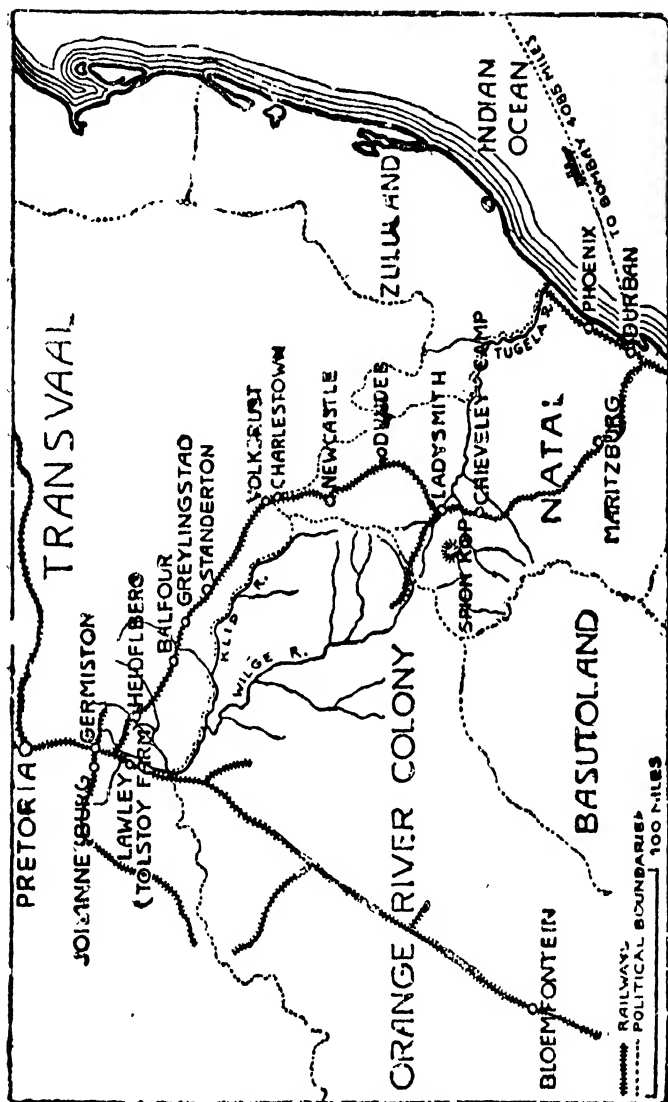 PRETORIA
TRANSVAAL
JOHANNESBURG
GERMISTON
LAWLEY
(TOLSTOY FARM)
HEIDELBERG
BALFOUR
GREYLINGSTAD
STANDERTON
VOLKSRUST
CHARLESTOWN
NEWCASTLE
DUNDEE
ZULULAND
INDIAN
OCEAN
TO BOMBAY 4085 MILES
KLIP R.
WILGE R.
ORANGE RIVER COLONY
LADYSMITH
SPION KOP
CHIEVELEY CAMP
TUGELA R.
NATAL
PHOENIX
DURBAN
MARITZBURG
BASUTOLAND
BLOEMFONTEIN
RAILWAYS
POLITICAL BOUNDARIES
100 MILES